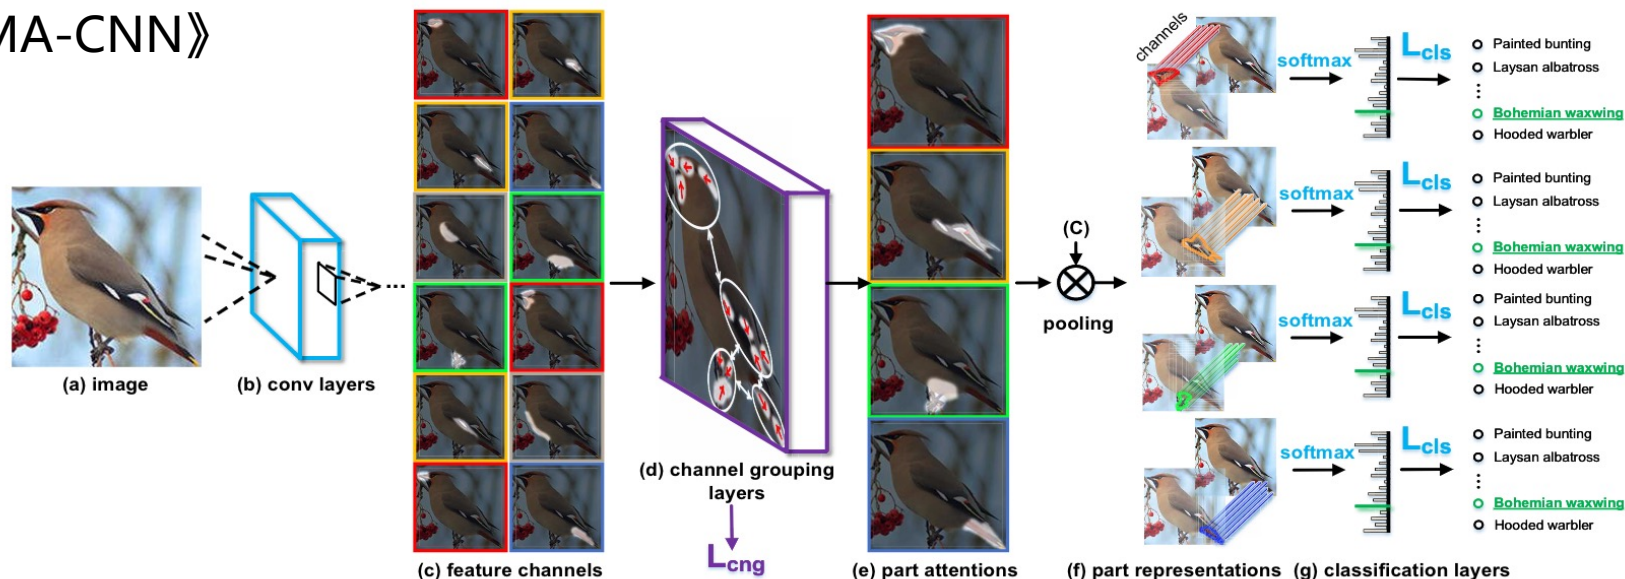 MA-CNN》
(a) image
(b) conv layers
...
(c) feature channels
(d) channel grouping
layers
Lcng
(e) part attentions
(C)
pooling
channels
(f) part representations
softmax
Lcls
Painted bunting
Laysan albatross
Bohemian waxwing
Hooded warbler
softmax
Lcls
Painted bunting
Laysan albatross
Bohemian waxwing
Hooded warbler
softmax
Lcls
Painted bunting
Laysan albatross
Bohemian waxwing
Hooded warbler
softmax
Lcls
Painted bunting
Laysan albatross
Bohemian waxwing
Hooded warbler
(g) classification layers